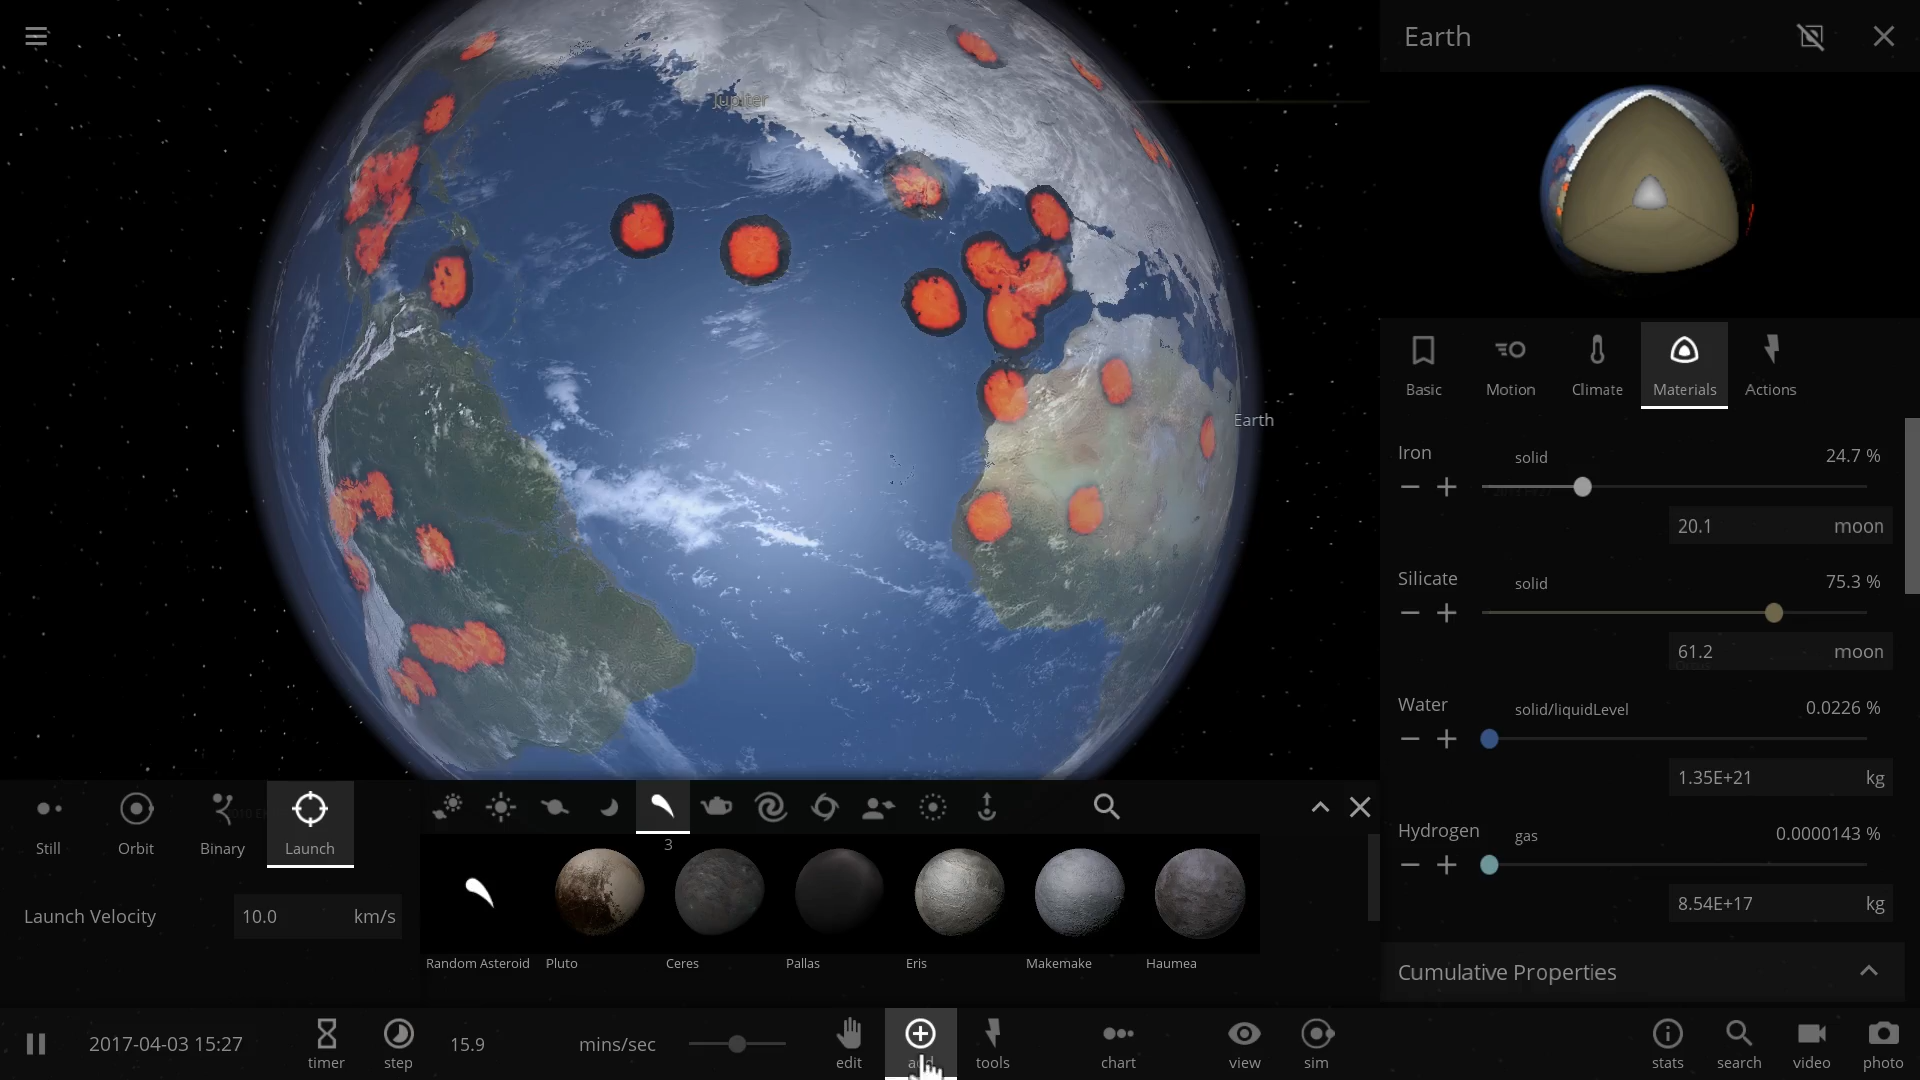 Earth
Jupiter
Earth
Basic
Motion
Climate
Materials
Actions
Iron
solid
24.7 %
20.1 moon
Silicate
solid
75.3 %
61.2 moon
Water
solid/liquidLevel
0.0226 %
1.35E+21 kg
Hydrogen
gas
0.0000143 %
8.54E+17 kg
Cumulative Properties
Still
Orbit
Binary
Launch
Launch Velocity
10.0 km/s
3
Random Asteroid
Pluto
Ceres
Pallas
Eris
Makemake
Haumea
2017-04-03 15:27
timer
step
15.9 mins/sec
edit
add
tools
chart
view
sim
stats
search
video
photo